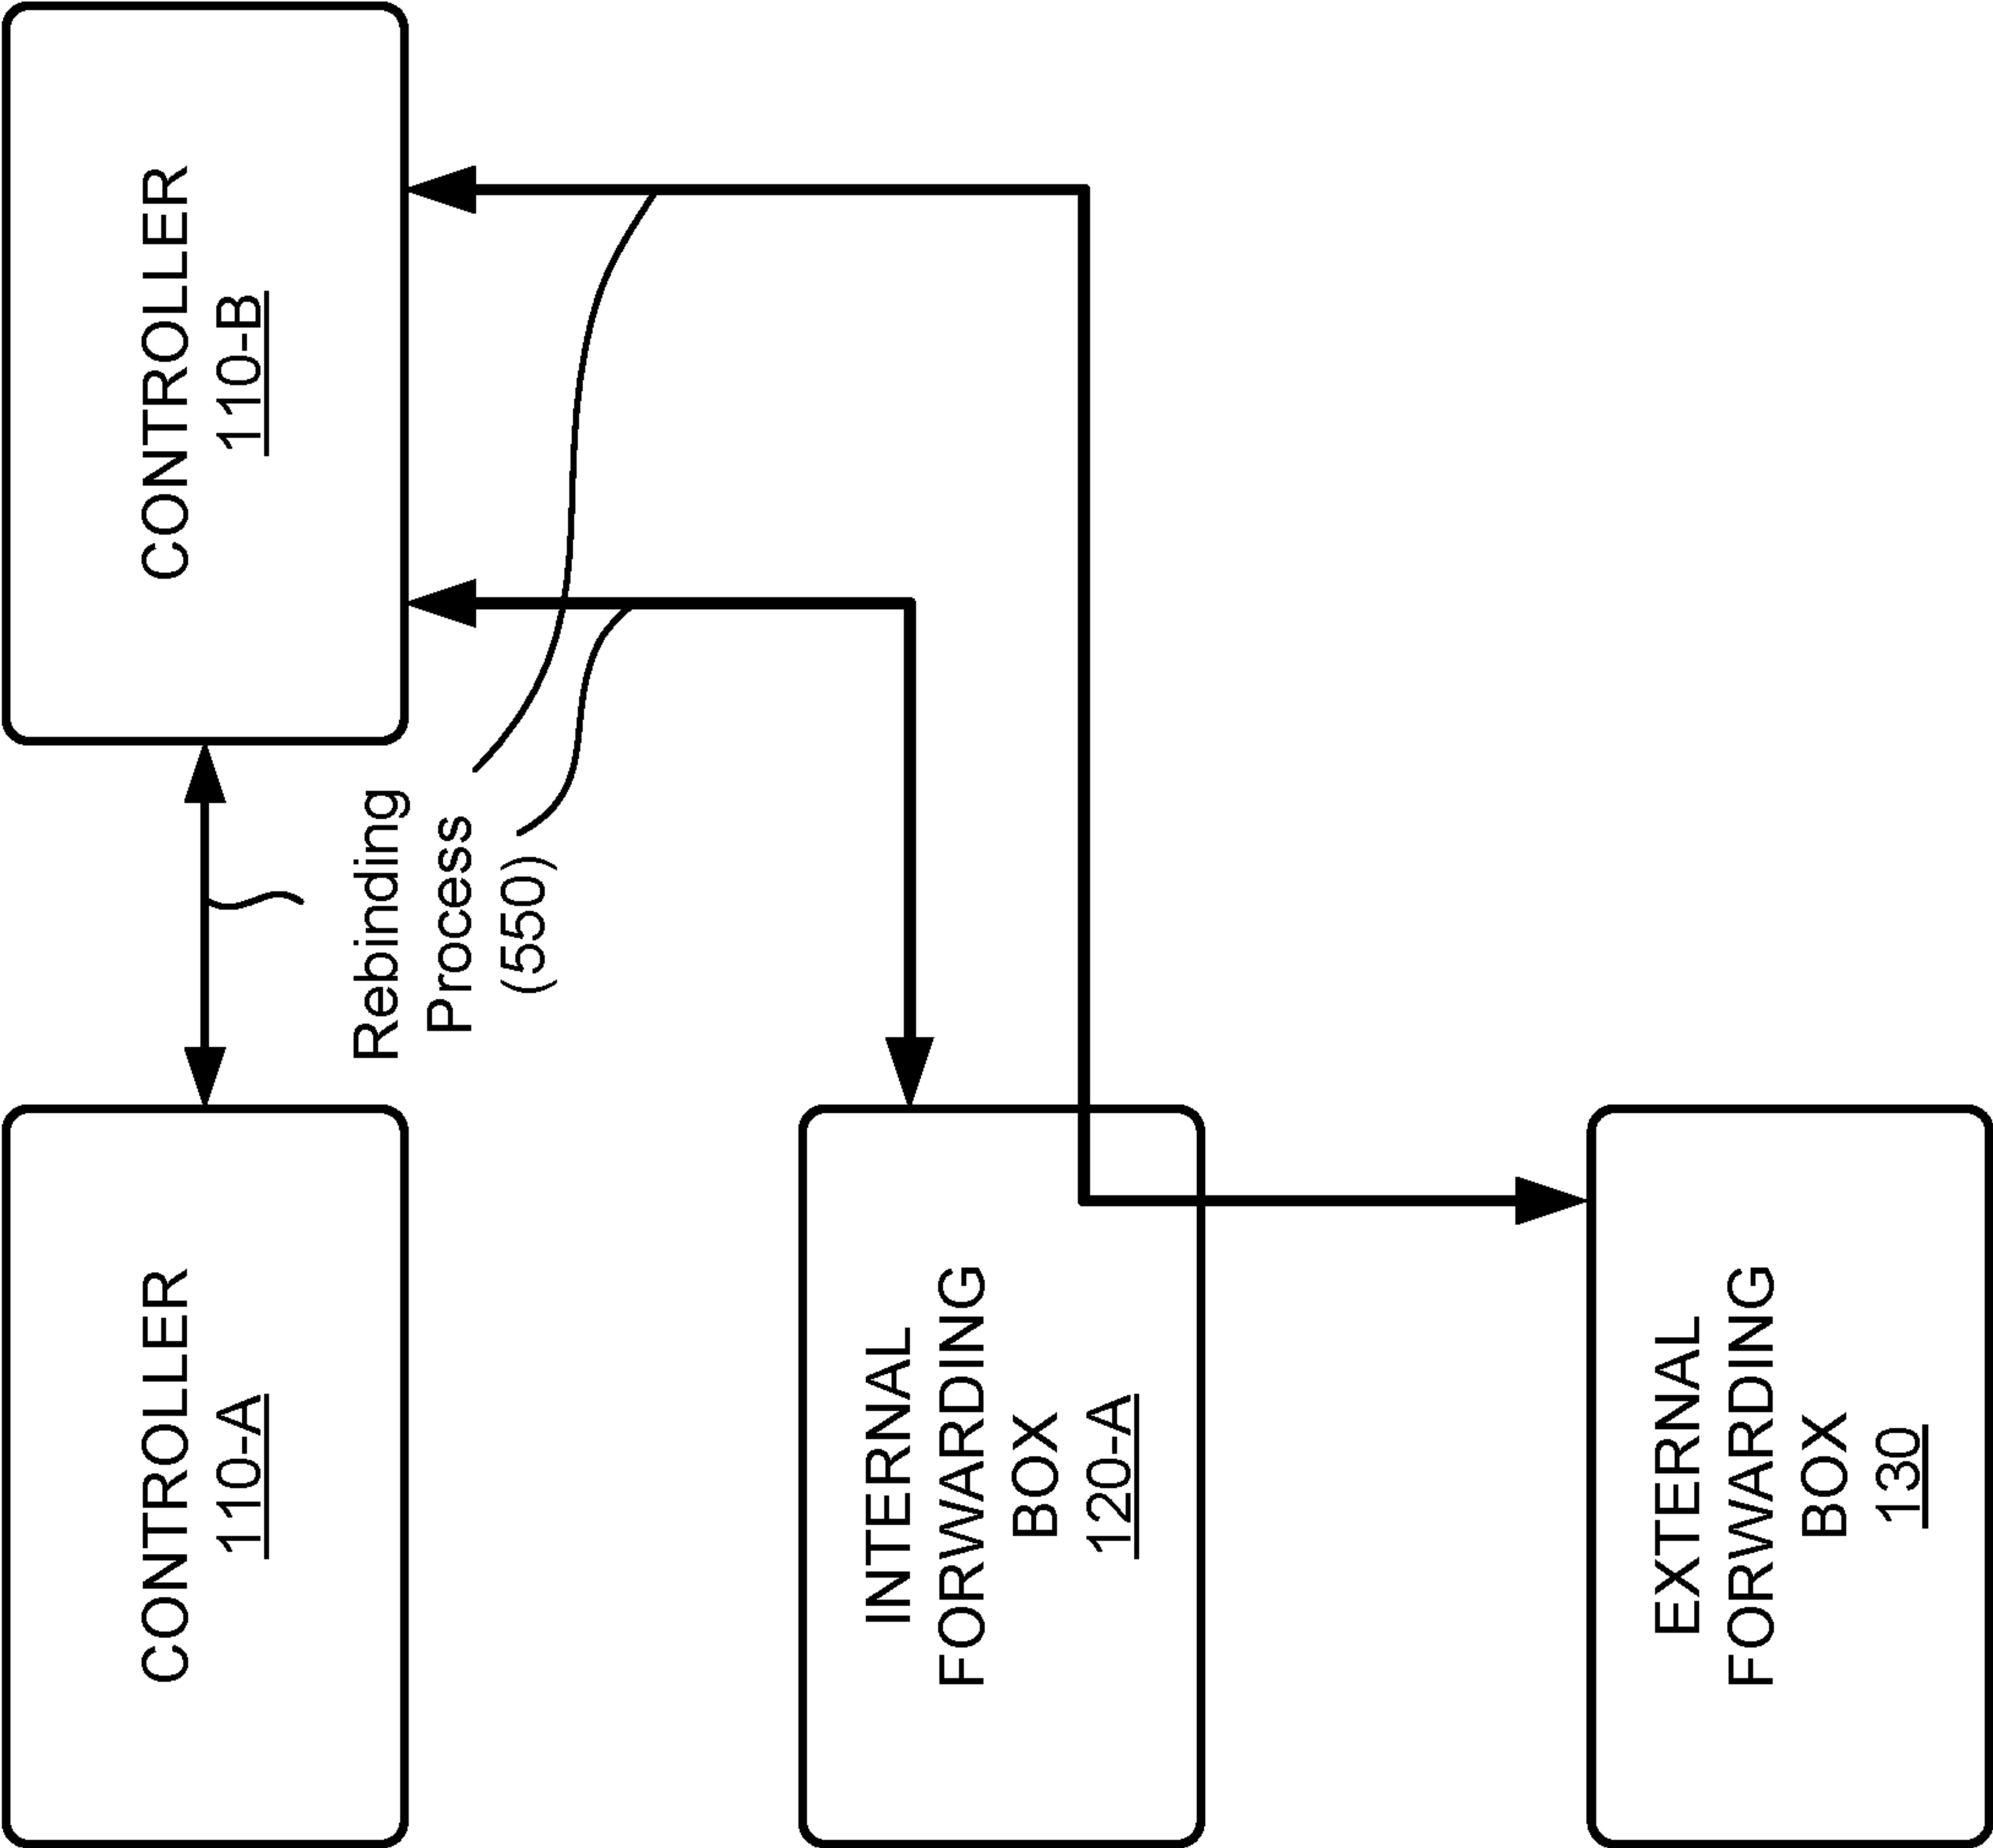 CONTROLLER
110-A
CONTROLLER
110-B
Rebinding
Process
(550)
INTERNAL
FORWARDING
BOX
120-A
EXTERNAL
FORWARDING
BOX
130